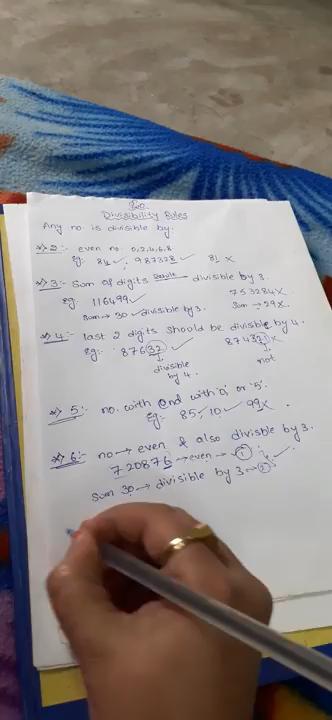 Divisibility Rules
Any no. is divisible by.
2:- even no. 0,2,4,6,8
Eg: 84 ✓, 987328 ✓ 81 X
3:- Sum of digits divisible by 3.
Eg: 116499 ✓ 753284 X
Sum → 30 ✓ divisible by 3. Sum → 29 X.
4:- last 2 digits should be divisible by 4.
Eg:- 87632 ✓ 874321 X
↓ divisible by 4. ↓ not
5:- no. with end with '0' or '5'.
Eg: 85 ✓, 10 ✓ 99 X.
6:- no → even & also divisble by 3.
720876 → even → 1 ✓
Sum 30 → divisible by 3 → 2 ✓